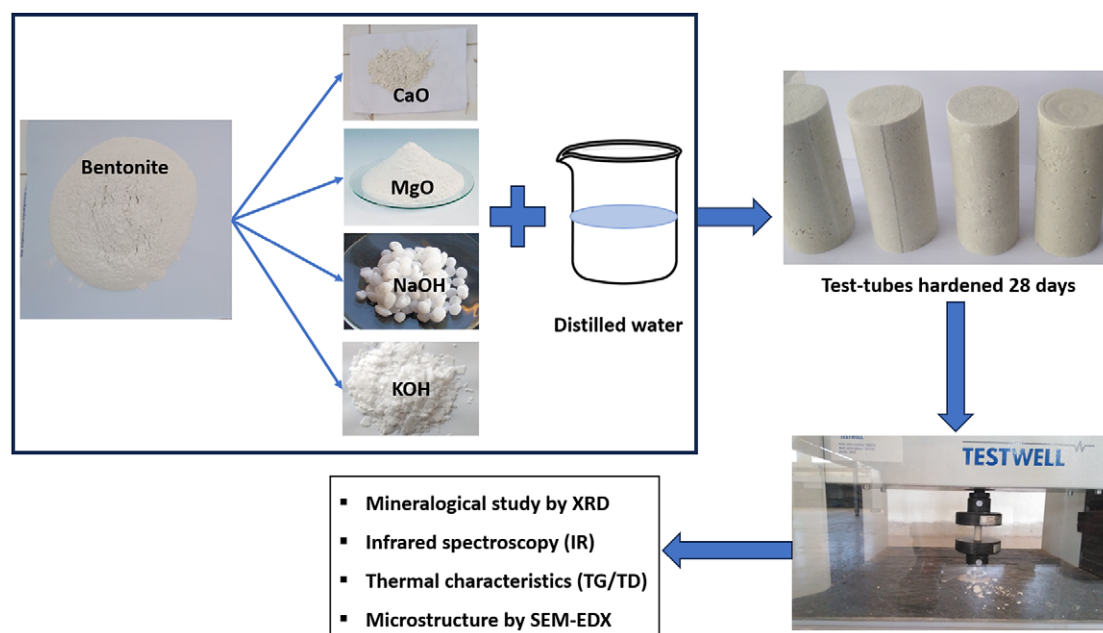 Bentonite
CaO
MgO
NaOH
KOH
Distilled water
Test-tubes hardened 28 days
TESTWELL
TESTWELL
▪ Mineralogical study by XRD
▪ Infrared spectroscopy (IR)
▪ Thermal characteristics (TG/TD)
▪ Microstructure by SEM-EDX